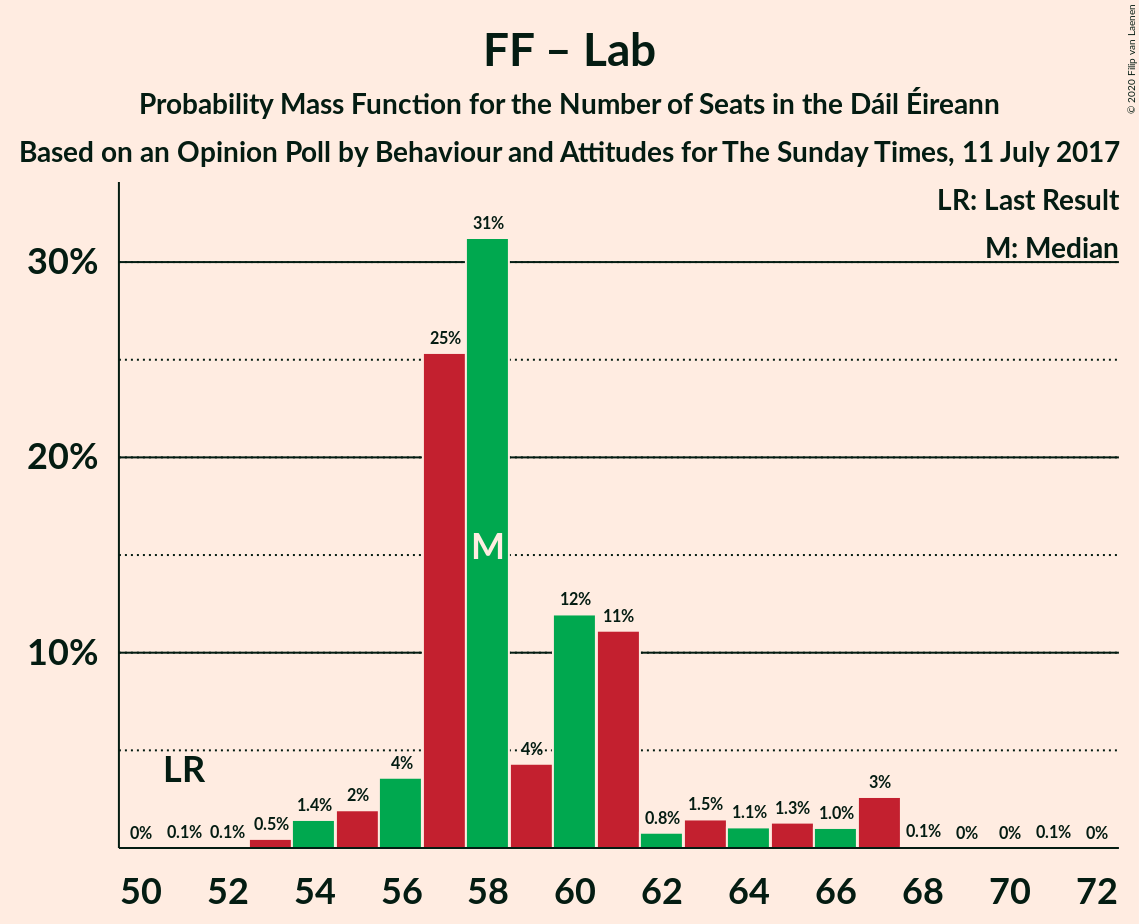 FF – Lab
Probability Mass Function for the Number of Seats in the Dáil Éireann
Based on an Opinion Poll by Behaviour and Attitudes for The Sunday Times, 11 July 2017
© 2020 Filip van Laenen
LR: Last Result
M: Median
30%
20%
10%
31%
25%
12%
11%
4%
4%
3%
2%
1.4%
0.5%
0%
0.1%
0.1%
0.8%
1.5%
1.1%
1.3%
1.0%
0.1%
0%
0%
0.1%
0%
LR
M
50 52 54 56 58 60 62 64 66 68 70 72